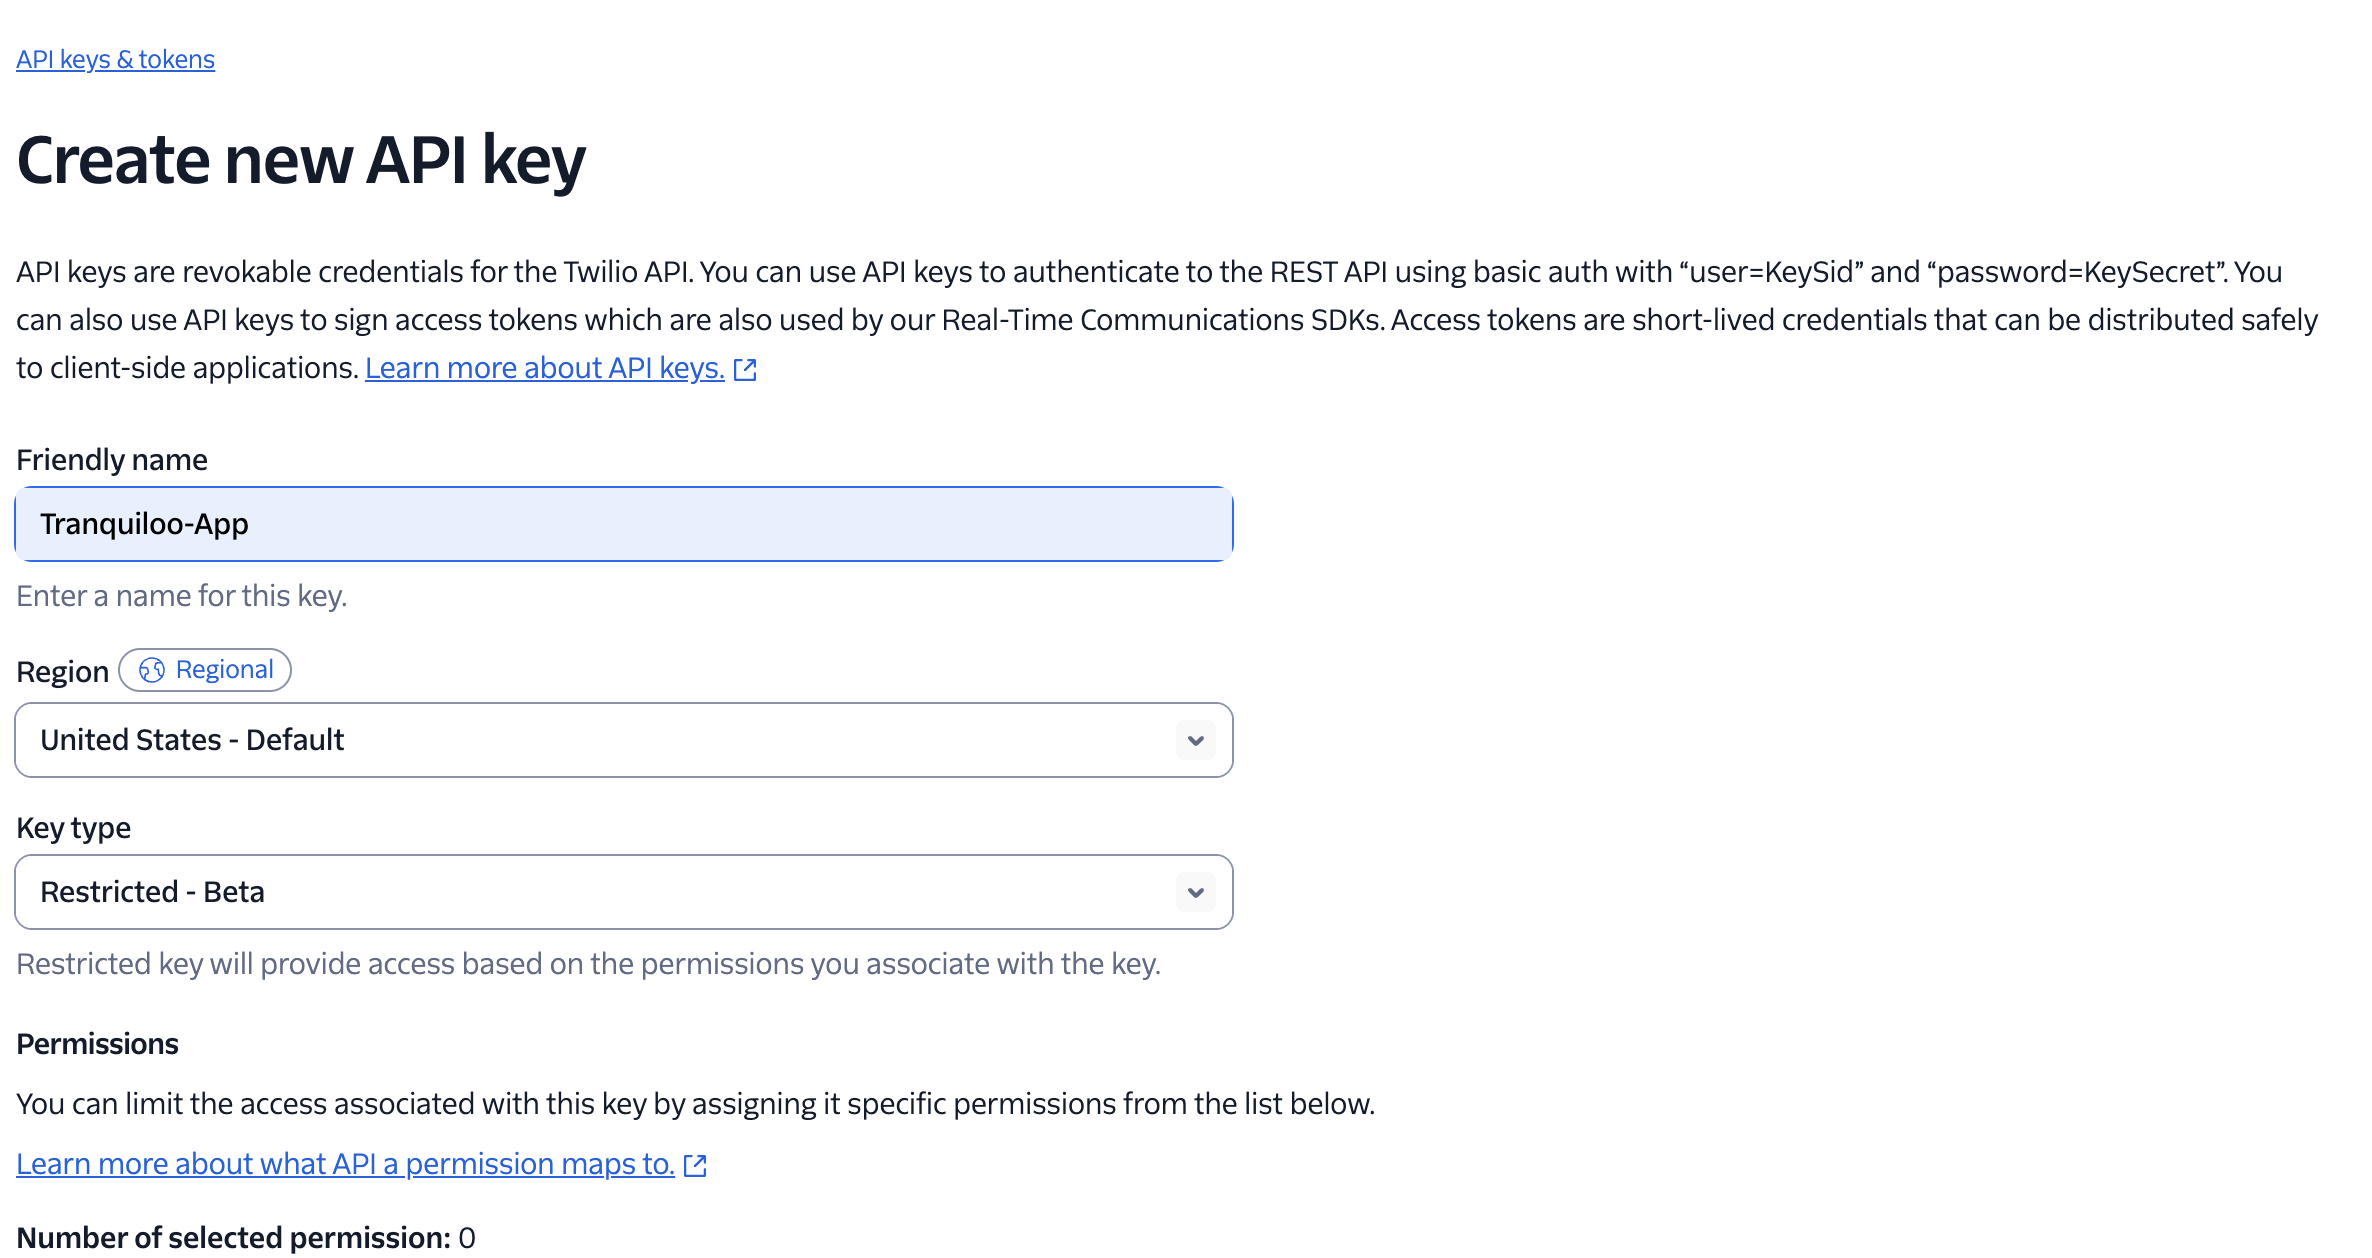 API keys & tokens
Create new API key
API keys are revokable credentials for the Twilio API. You can use API keys to authenticate to the REST API using basic auth with “user=KeySid” and “password=KeySecret”. You
can also use API keys to sign access tokens which are also used by our Real-Time Communications SDKs. Access tokens are short-lived credentials that can be distributed safely
to client-side applications. Learn more about API keys.
Friendly name
Tranquiloo-App
Enter a name for this key.
Region Regional
United States - Default
Key type
Restricted - Beta
Restricted key will provide access based on the permissions you associate with the key.
Permissions
You can limit the access associated with this key by assigning it specific permissions from the list below.
Learn more about what API a permission maps to.
Number of selected permission: 0